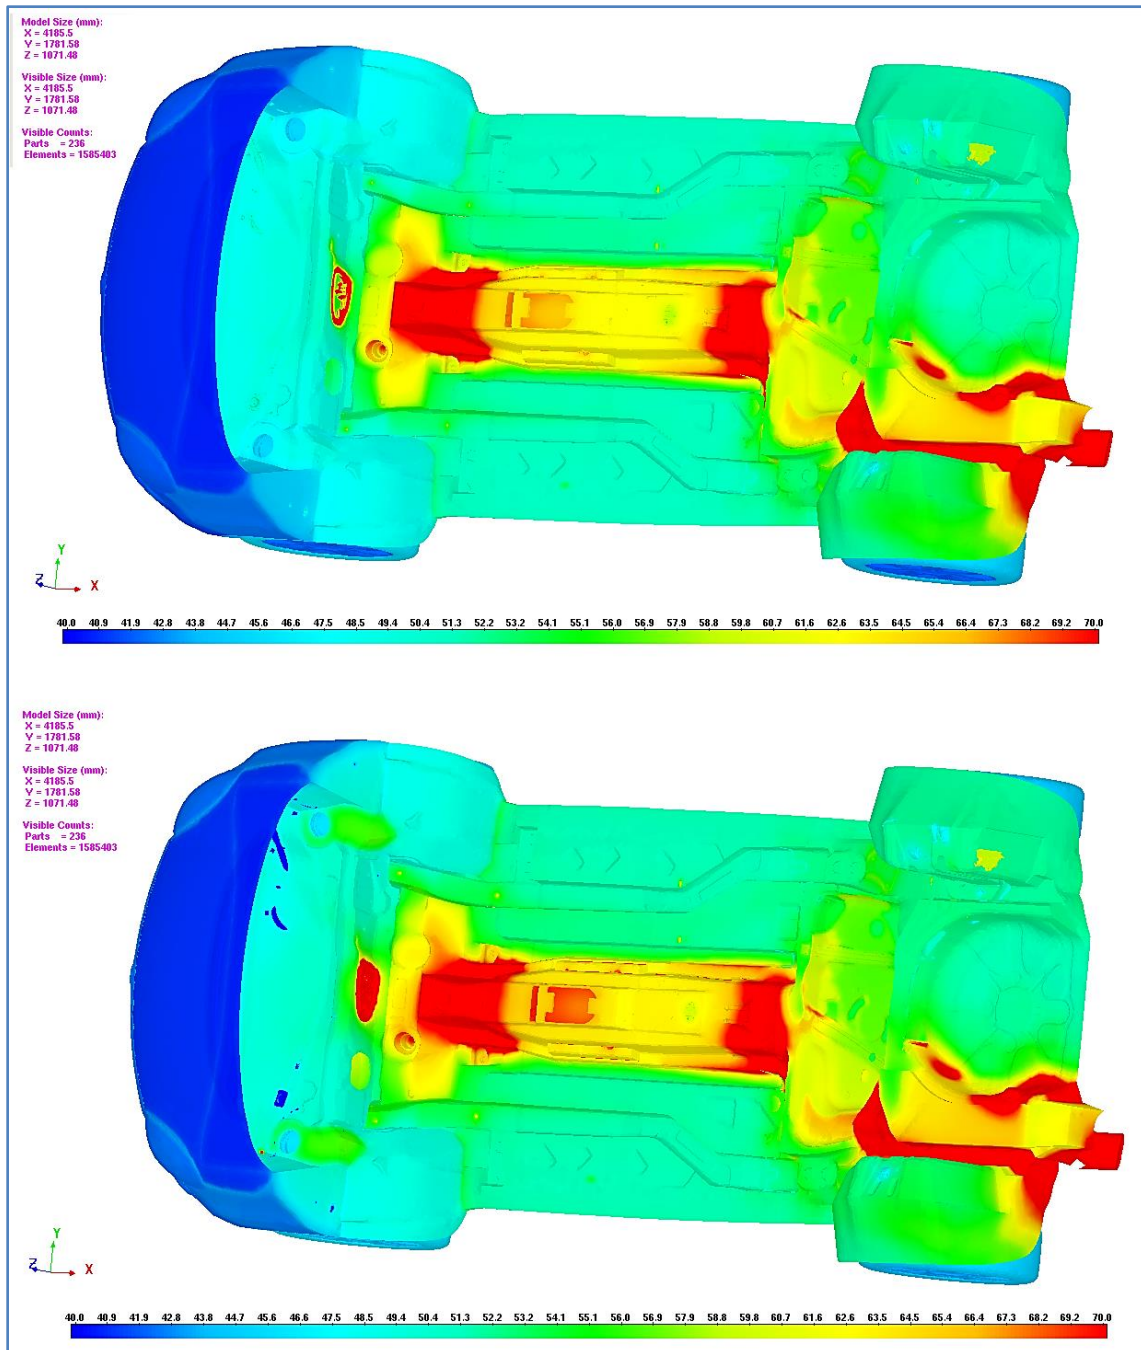 Model Size (mm):
X = 4185.5
Y = 1781.58
Z = 1071.48
Visible Size (mm):
X = 4185.5
Y = 1781.58
Z = 1071.48
Visible Counts:
Parts = 236
Elements = 1585403
Y
Z X
40.0 40.9 41.9 42.8 43.8 44.7 45.6 46.6 47.5 48.5 49.4 50.4 51.3 52.2 53.2 54.1 55.1 56.0 56.9 57.9 58.8 59.8 60.7 61.6 62.6 63.5 64.5 65.4 66.4 67.3 68.2 69.2 70.0
Model Size (mm):
X = 4185.5
Y = 1781.58
Z = 1071.48
Visible Size (mm):
X = 4185.5
Y = 1781.58
Z = 1071.48
Visible Counts:
Parts = 236
Elements = 1585403
Y
Z X
40.0 40.9 41.9 42.8 43.8 44.7 45.6 46.6 47.5 48.5 49.4 50.4 51.3 52.2 53.2 54.1 55.1 56.0 56.9 57.9 58.8 59.8 60.7 61.6 62.6 63.5 64.5 65.4 66.4 67.3 68.2 69.2 70.0